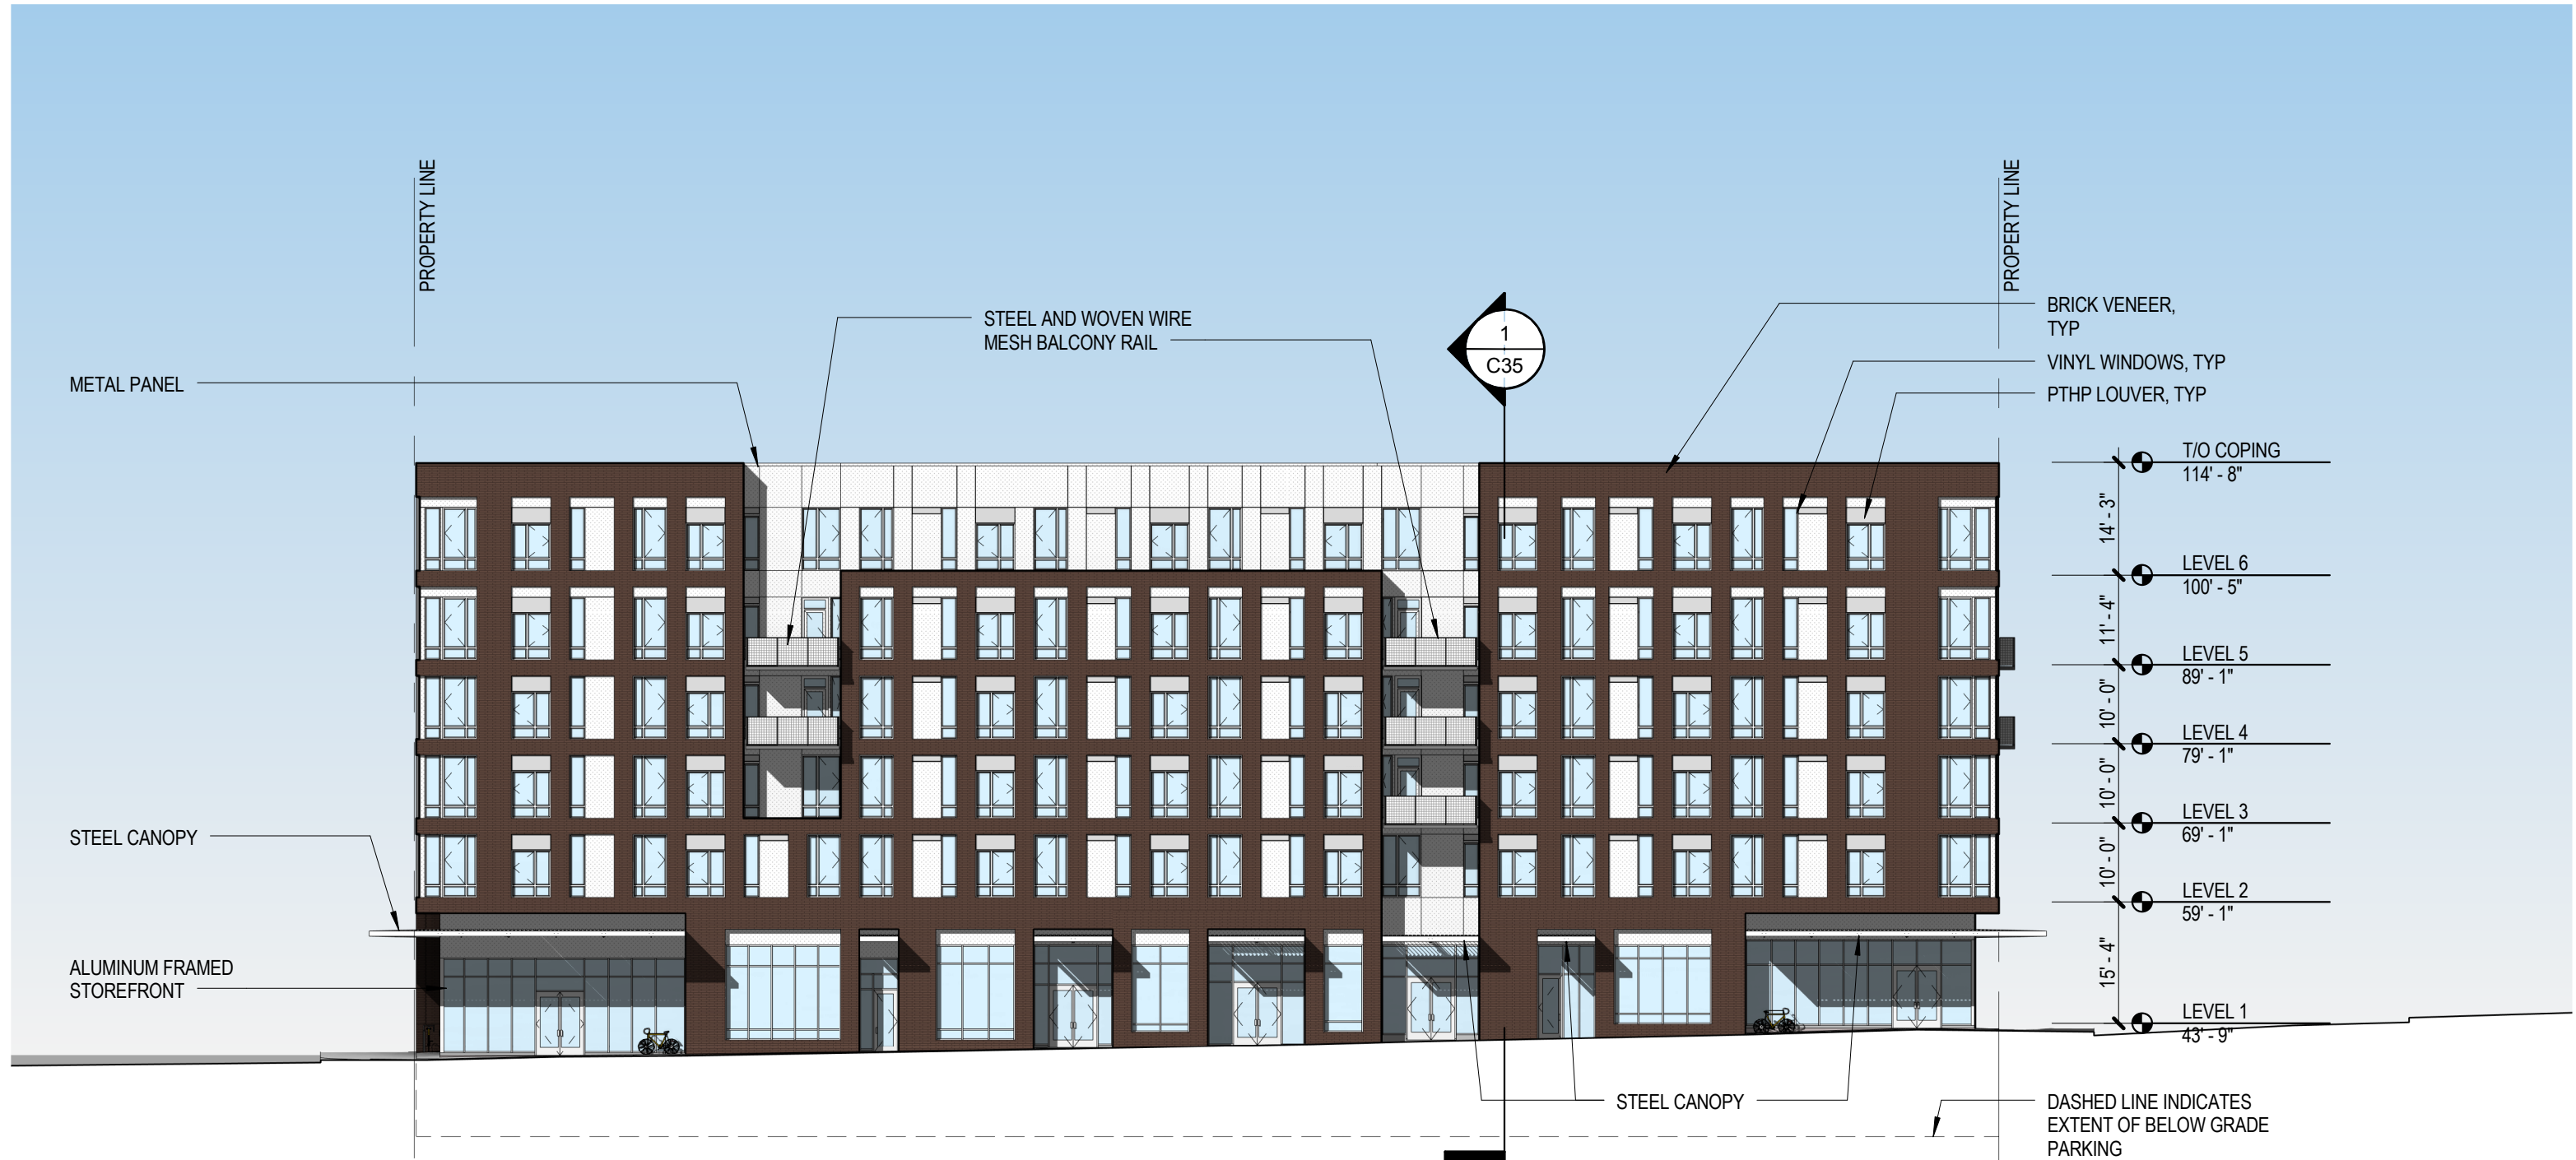 PROPERTY LINE
PROPERTY LINE
STEEL AND WOVEN WIRE
MESH BALCONY RAIL
1
C35
BRICK VENEER,
TYP
VINYL WINDOWS, TYP
PTHP LOUVER, TYP
METAL PANEL
STEEL CANOPY
ALUMINUM FRAMED
STOREFRONT
T/O COPING
114' - 8"
14' - 3"
LEVEL 6
100' - 5"
11' - 4"
LEVEL 5
89' - 1"
10' - 0"
LEVEL 4
79' - 1"
10' - 0"
LEVEL 3
69' - 1"
10' - 0"
LEVEL 2
59' - 1"
15' - 4"
LEVEL 1
43' - 9"
STEEL CANOPY
DASHED LINE INDICATES
EXTENT OF BELOW GRADE
PARKING